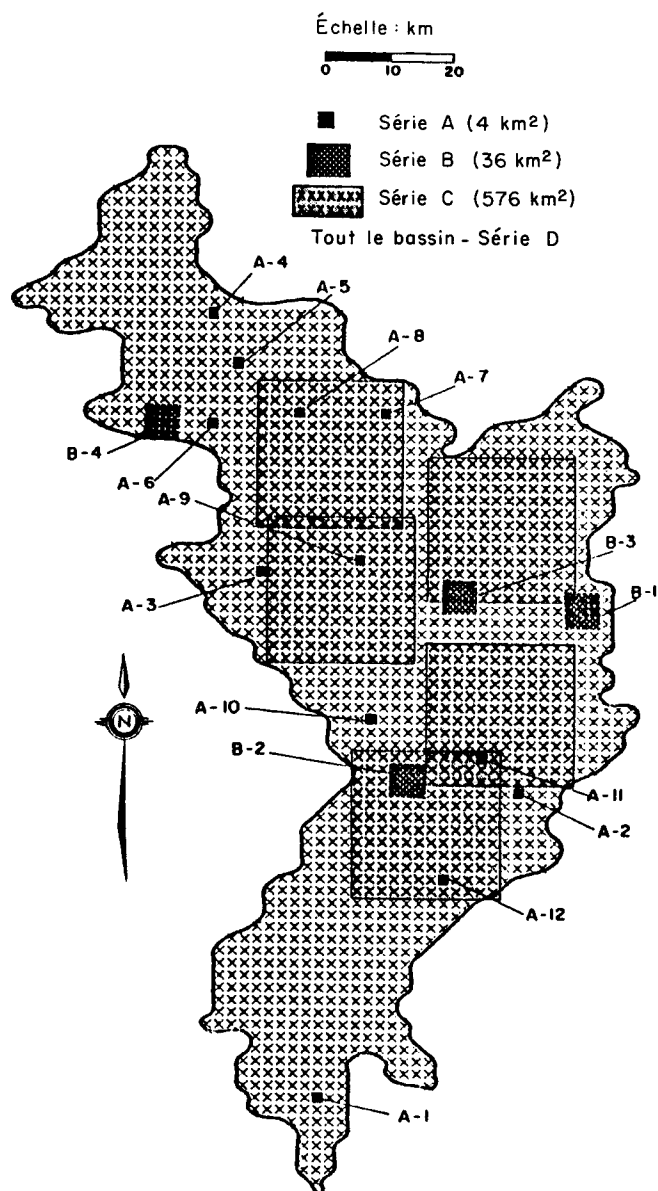 Échelle : km
0 10 20
Série A (4 km²)
Série B (36 km²)
Série C (576 km²)
Tout le bassin - Série D
A-4
A-5
A-8
A-7
B-4
A-6
A-9
B-3
B-1
A-3
N
A-10
B-2
A-11
A-2
A-12
A-1